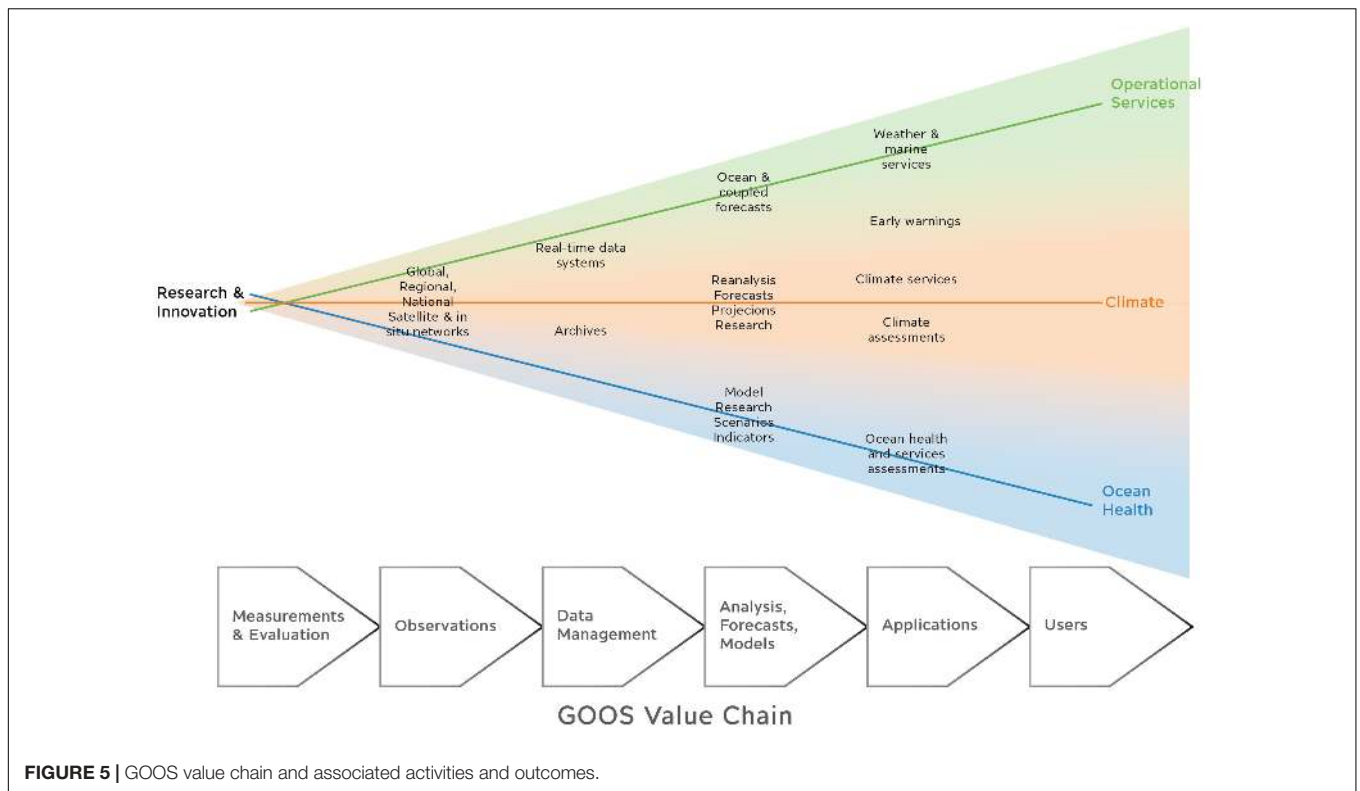 Operational
Services
Weather &
marine
services
Ocean &
coupled
forecasts
Early warnings
Real-time data
systems
Global,
Regional,
National
Satellite & in
situ networks
Research &
Innovation
Reanalysis
Forecasts
Projecions
Research
Climate services
Climate
Archives
Climate
assessments
Model
Research
Scenarios
Indicators
Ocean health
and services
assessments
Ocean
Health
Measurements
& Evaluation
Observations
Data
Management
Analysis,
Forecasts,
Models
Applications
Users
GOOS Value Chain
FIGURE 5 | GOOS value chain and associated activities and outcomes.